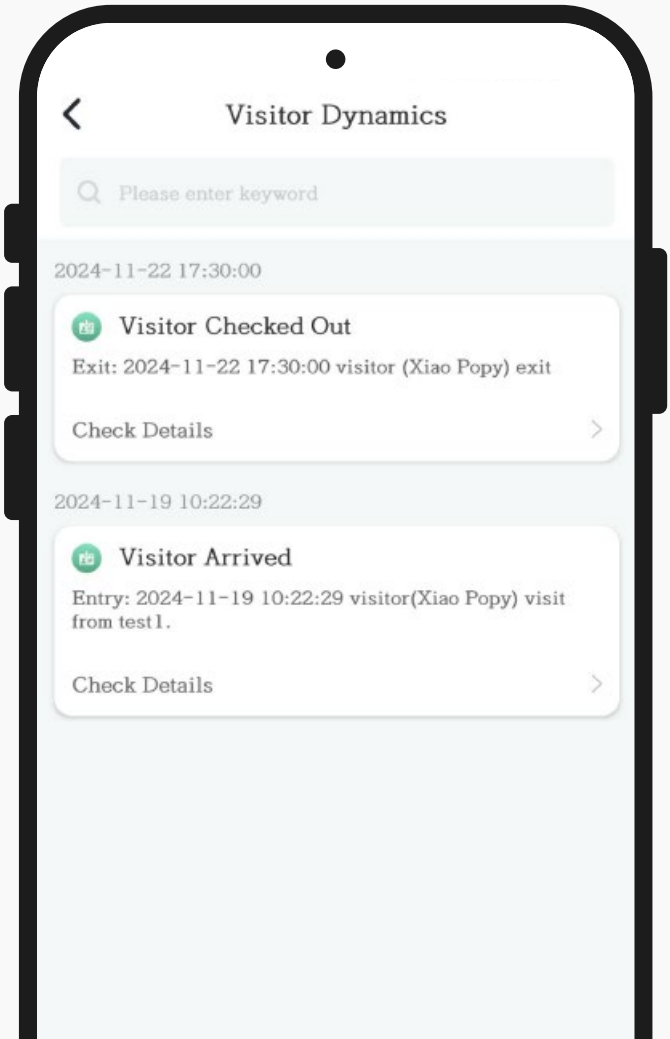 Visitor Dynamics
Please enter keyword
2024-11-22 17:30:00
Visitor Checked Out
Exit: 2024-11-22 17:30:00 visitor (Xiao Popy) exit
Check Details
2024-11-19 10:22:29
Visitor Arrived
Entry: 2024-11-19 10:22:29 visitor(Xiao Popy) visit
from test1.
Check Details